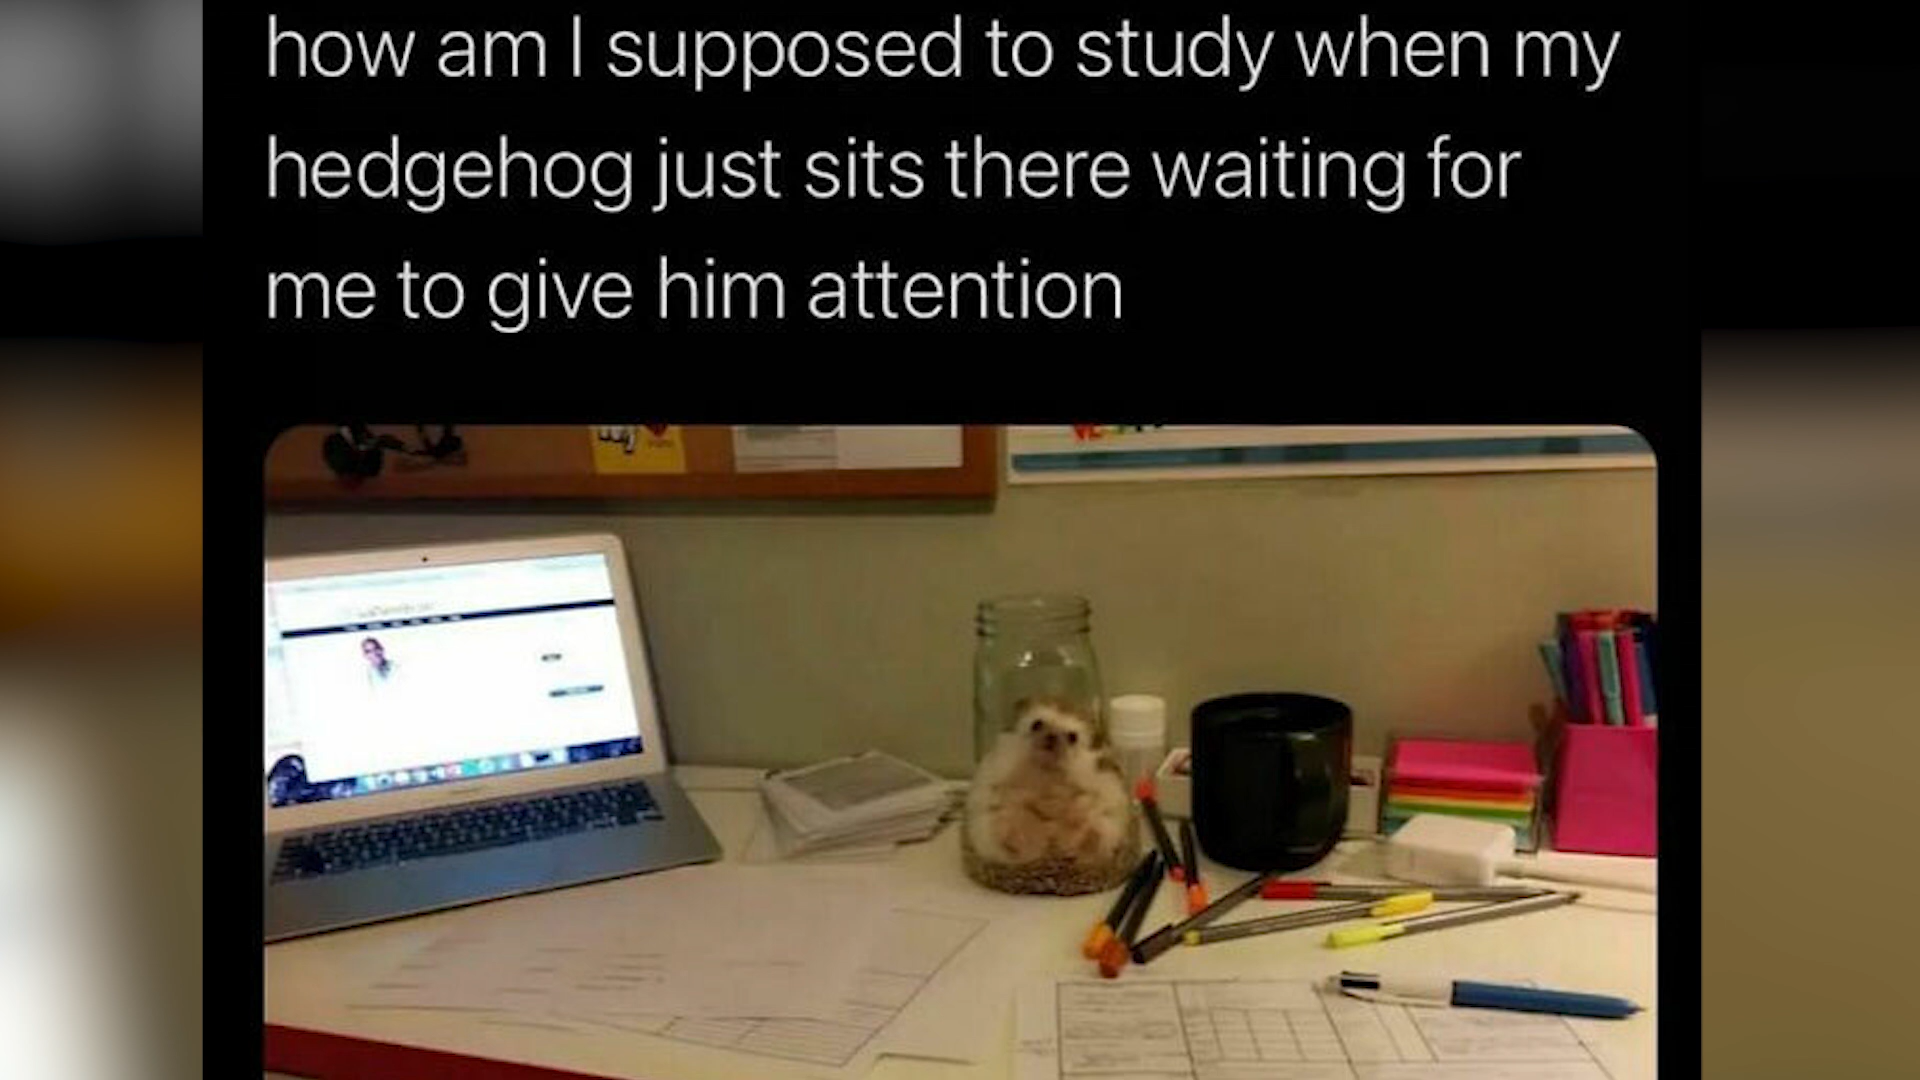 how am I supposed to study when my
hedgehog just sits there waiting for
me to give him attention